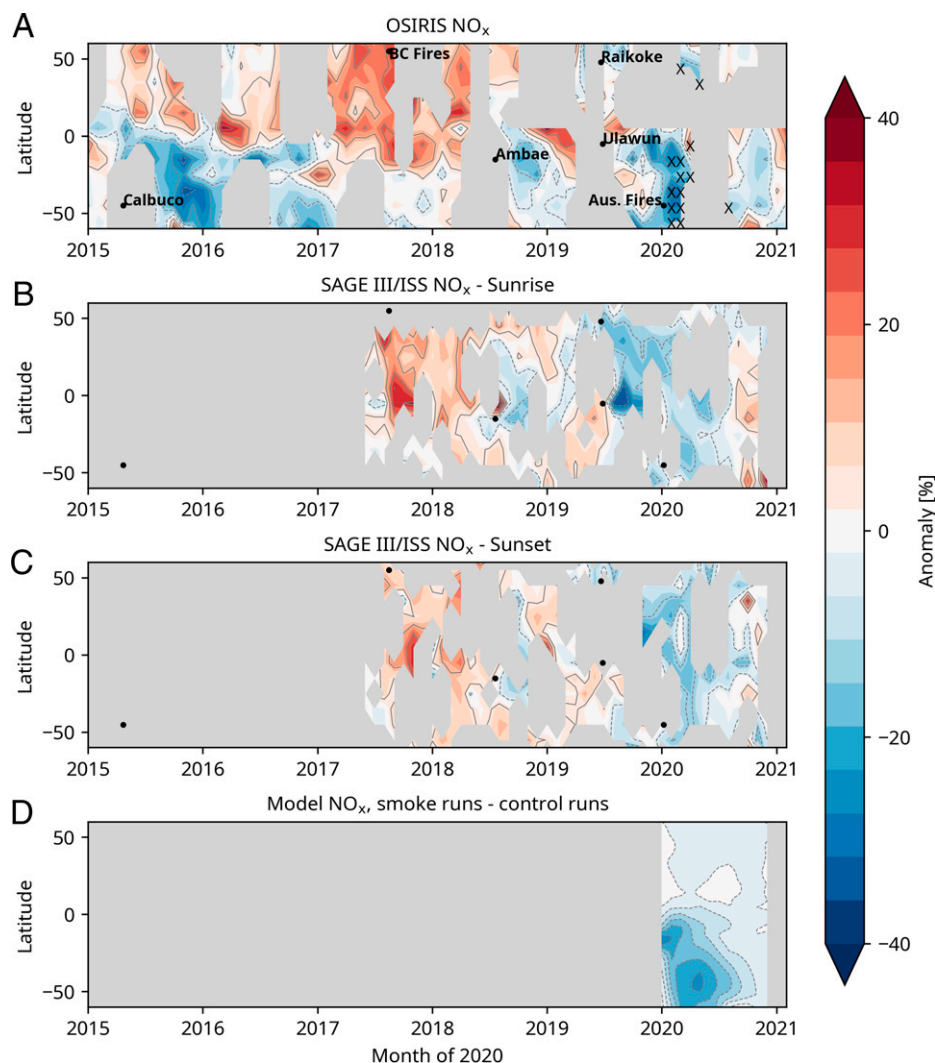 A
OSIRIS NOₓ
50
0
−50
Latitude
BC Fires
Raikoke
Ulawun
Ambae
Calbuco
Aus. Fires
X
X
X
X X
X X
X X
X X
X
X X
2015 2016 2017 2018 2019 2020 2021
B
SAGE III/ISS NOₓ - Sunrise
50
0
−50
Latitude
2015 2016 2017 2018 2019 2020 2021
C
SAGE III/ISS NOₓ - Sunset
50
0
−50
Latitude
2015 2016 2017 2018 2019 2020 2021
D
Model NOₓ, smoke runs - control runs
50
0
−50
Latitude
2015 2016 2017 2018 2019 2020 2021
Month of 2020
40
20
0
−20
−40
Anomaly [%]